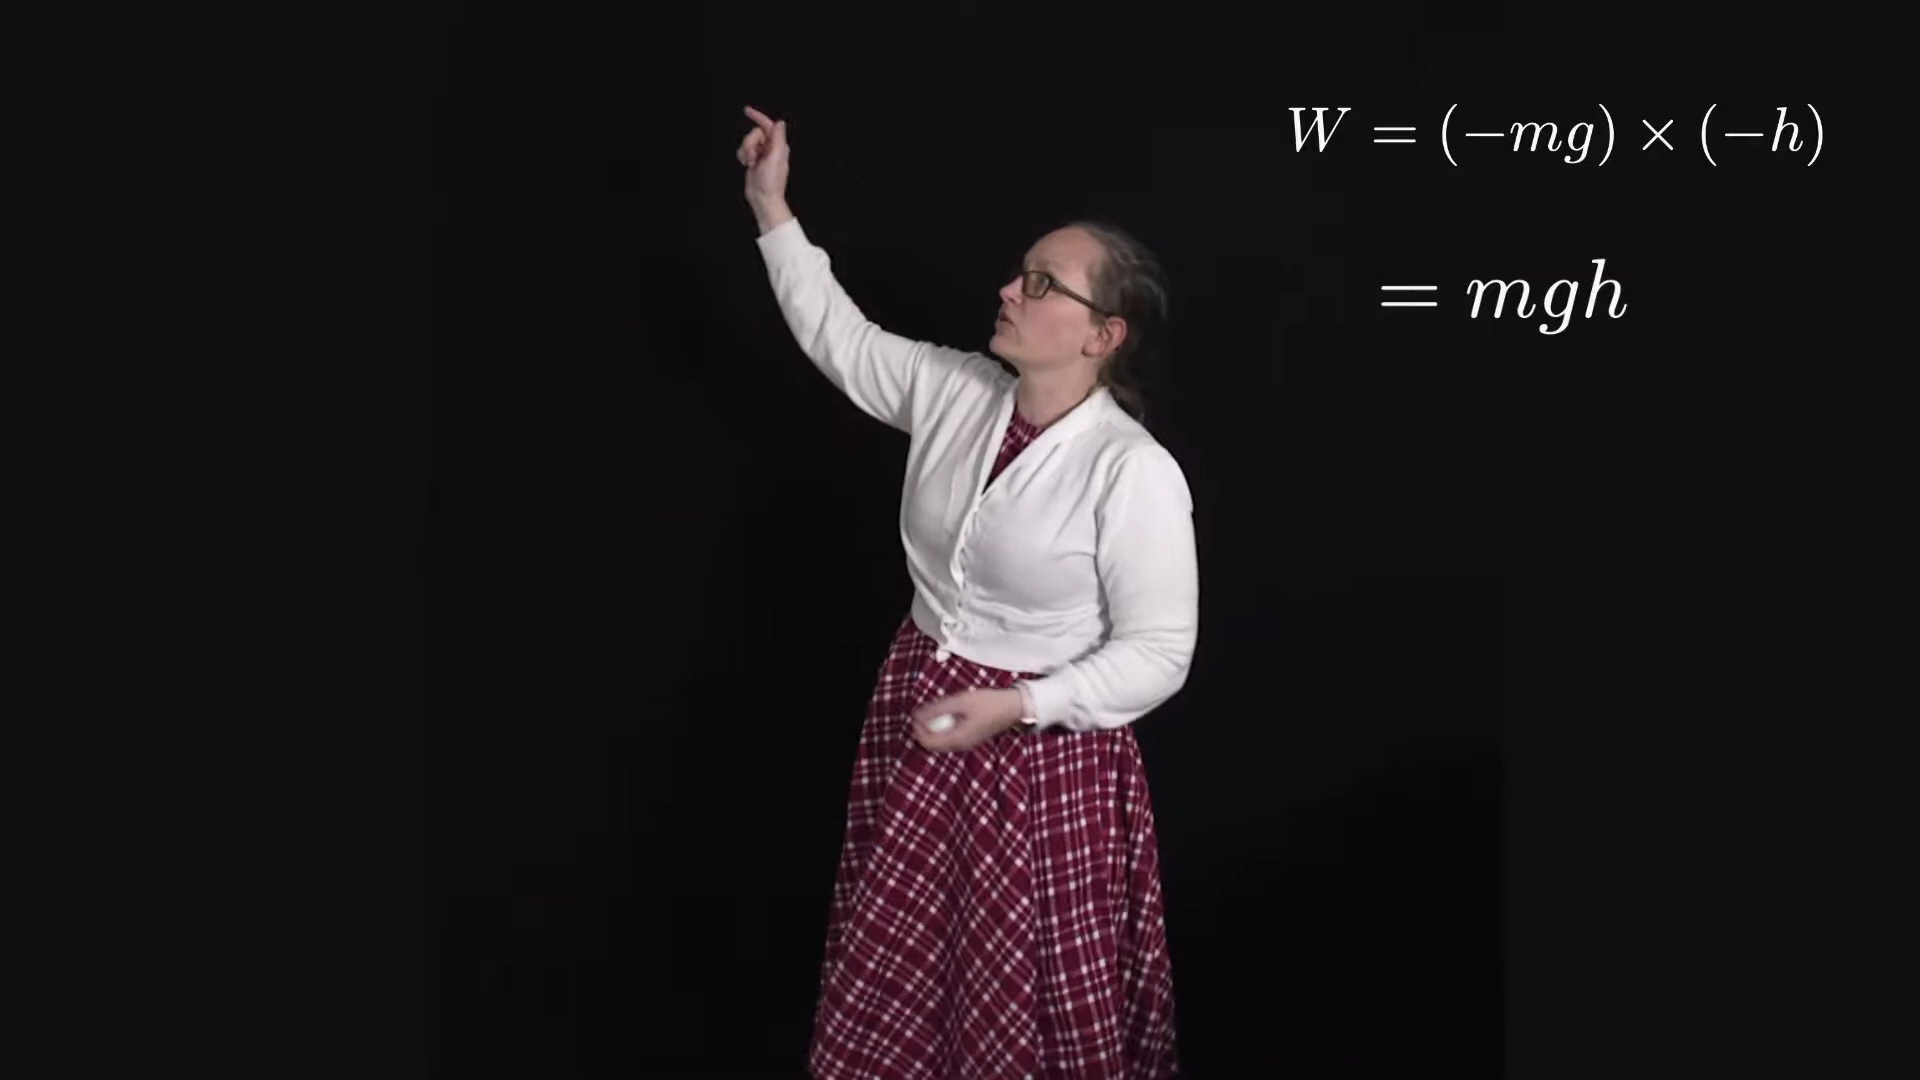 W = (−mg) × (−h)
= mgh